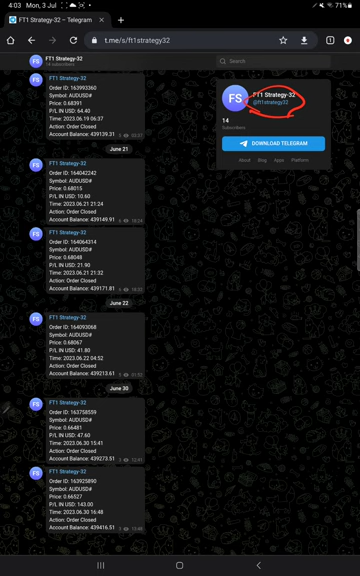 4:03 Mon, 3 Jul
71%
FT1 Strategy-32 – Telegram
t.me/s/ft1strategy32
1
FS
FT1 Strategy-32
14 subscribers
Search
FS
FT1 Strategy-32
@ft1strategy32
14
Subscribers
DOWNLOAD TELEGRAM
About Blog Apps Platform
Order ID: 163993360
Symbol: AUDUSD#
Price: 0.68391
P/L IN USD: 64.40
Time: 2023.06.19 06:37
Action: Order Closed
Account Balance: 439139.31
June 21
FS
FT1 Strategy-32
Order ID: 164042242
Symbol: AUDUSD#
Price: 0.68015
P/L IN USD: 10.60
Time: 2023.06.21 21:24
Action: Order Closed
Account Balance: 439149.91
FS
FT1 Strategy-32
Order ID: 164064314
Symbol: AUDUSD#
Price: 0.68048
P/L IN USD: 21.90
Time: 2023.06.21 21:32
Action: Order Closed
Account Balance: 439171.81
June 22
FS
FT1 Strategy-32
Order ID: 164093068
Symbol: AUDUSD#
Price: 0.68067
P/L IN USD: 41.80
Time: 2023.06.22 04:52
Action: Order Closed
Account Balance: 439213.61
June 30
FS
FT1 Strategy-32
Order ID: 163758559
Symbol: AUDUSD#
Price: 0.66481
P/L IN USD: 47.60
Time: 2023.06.30 15:41
Action: Order Closed
Account Balance: 439273.51
FS
FT1 Strategy-32
Order ID: 163925890
Symbol: AUDUSD#
Price: 0.66527
P/L IN USD: 143.00
Time: 2023.06.30 16:48
Action: Order Closed
Account Balance: 439416.51